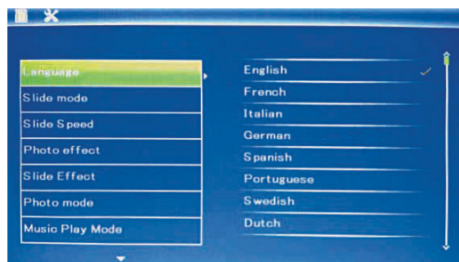 Language
Slide mode
Slide Speed
Photo effect
Slide Effect
Photo mode
Music Play Mode
English
French
Italian
German
Spanish
Portuguese
Swedish
Dutch